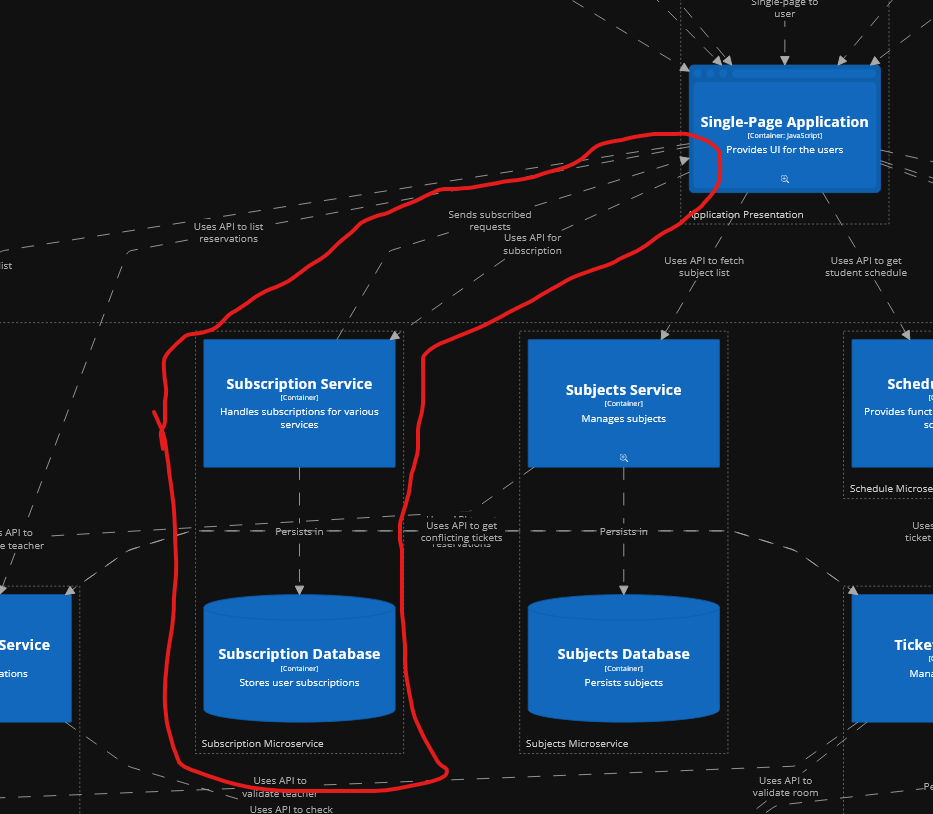 Single-page to
user
Single-Page Application
[Container: JavaScript]
Provides UI for the users
Application Presentation
Uses API to list
reservations
Sends subscribed
requests
Uses API for
subscription
Uses API to fetch
subject list
Uses API to get
student schedule
list
Subscription Service
[Container]
Handles subscriptions for various
services
Subjects Service
[Container]
Manages subjects
Schedu
Provides funct
sc
Schedule Microse
s API to
e teacher
Persists in
Uses API to get
conflicting tickets
reservations
Persists in
Uses
ticket
Service
ations
Subscription Database
[Container]
Stores user subscriptions
Subjects Database
[Container]
Persists subjects
Ticke
Mana
Subscription Microservice
Subjects Microservice
Uses API to
validate teacher
Uses API to check
Uses API to
validate room
Pe